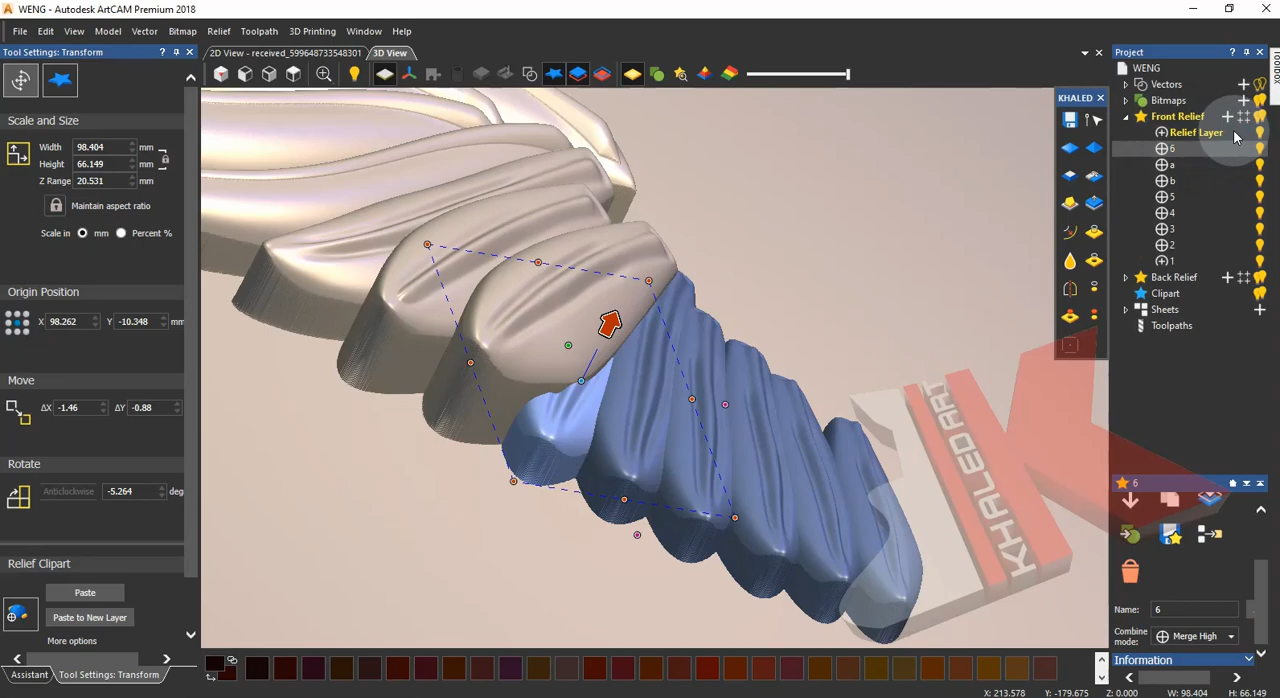 WENG - Autodesk ArtCAM Premium 2018
File Edit View Model Vector Bitmap Relief Toolpath 3D Printing Window Help
Tool Settings: Transform
2D View - received_599648733548301
3D View
Project
Toolbox
WENG
Vectors
Bitmaps
Front Relief
Relief Layer
6
a
b
5
4
3
2
1
Back Relief
Clipart
Sheets
Toolpaths
KHALED
Scale and Size
Width 98.404 mm
Height 66.149 mm
Z Range 20.531 mm
Maintain aspect ratio
Scale in mm Percent %
Origin Position
X 98.262 Y -10.348 mm
Move
ΔX -1.46 ΔY -0.88
Rotate
Anticlockwise -5.264 deg
Relief Clipart
Paste
Paste to New Layer
More options
Assistant
Tool Settings: Transform
KHALED ART
6
Name: 6
Combine mode: Merge High
Information
X: 213.578 Y: -179.675 Z: 0.000 W: 98.404 H: 66.149